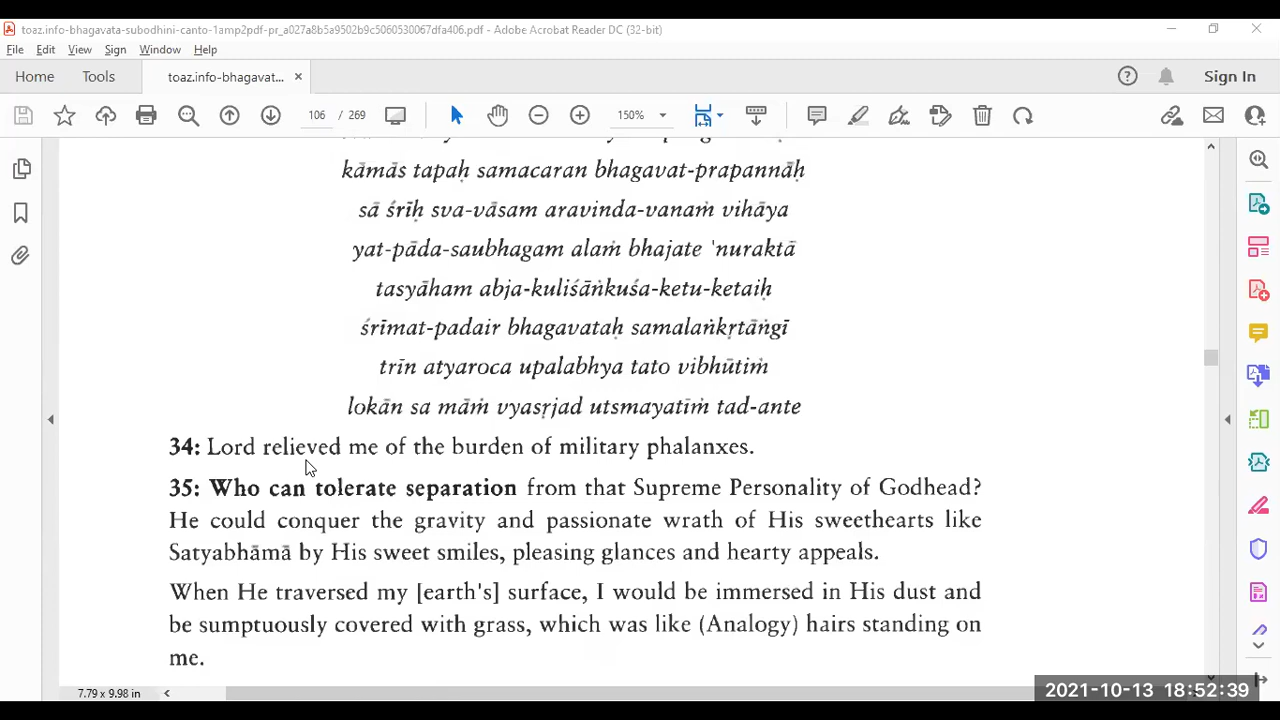 toaz.info-bhagavata-subodhini-canto-1amp2pdf-pr_a027a8b5a9502b9c5060530067dfa406.pdf - Adobe Acrobat Reader DC (32-bit)
File Edit View Sign Window Help
Home Tools toaz.info-bhagavat... × Sign In
106 / 269 150%
kāmās tapaḥ samacaran bhagavat-prapannāḥ
sā śrīḥ sva-vāsam aravinda-vanaṁ vihāya
yat-pāda-saubhagam alaṁ bhajate 'nuraktā
tasyāham abja-kuliśāṅkuśa-ketu-ketaiḥ
śrīmat-padair bhagavataḥ samalaṅkṛtāṅgī
trīn atyaroca upalabhya tato vibhūtiṁ
lokān sa māṁ vyasṛjad utsmayatīṁ tad-ante
34: Lord relieved me of the burden of military phalanxes.
35: Who can tolerate separation from that Supreme Personality of Godhead?
He could conquer the gravity and passionate wrath of His sweethearts like
Satyabhāmā by His sweet smiles, pleasing glances and hearty appeals.
When He traversed my [earth's] surface, I would be immersed in His dust and
be sumptuously covered with grass, which was like (Analogy) hairs standing on
me.
7.79 x 9.98 in
2021-10-13 18:52:39